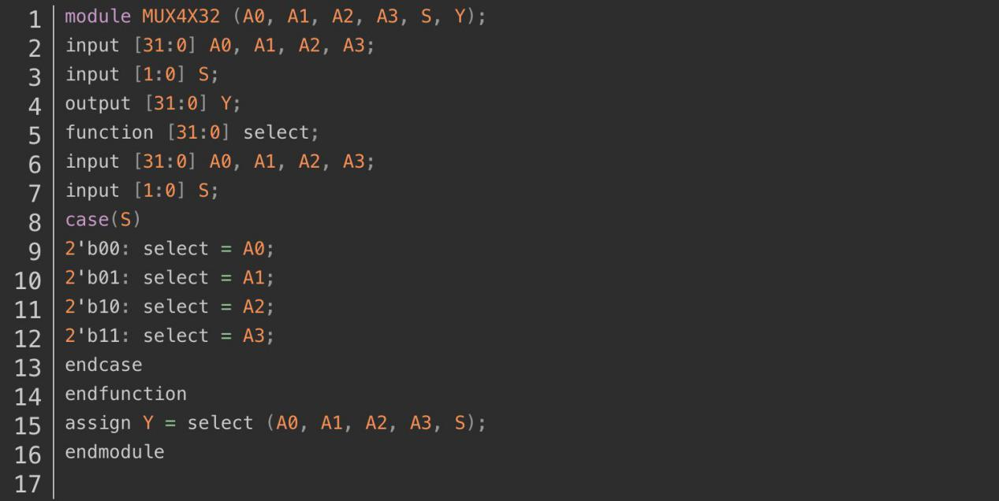 1 module MUX4X32 (A0, A1, A2, A3, S, Y);
2 input [31:0] A0, A1, A2, A3;
3 input [1:0] S;
4 output [31:0] Y;
5 function [31:0] select;
6 input [31:0] A0, A1, A2, A3;
7 input [1:0] S;
8 case(S)
9 2'b00: select = A0;
10 2'b01: select = A1;
11 2'b10: select = A2;
12 2'b11: select = A3;
13 endcase
14 endfunction
15 assign Y = select (A0, A1, A2, A3, S);
16 endmodule
17